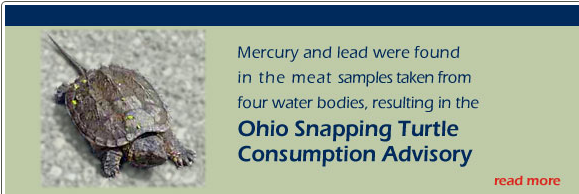 Mercury and lead were found
in the meat samples taken from
four water bodies, resulting in the
Ohio Snapping Turtle
Consumption Advisory
read more